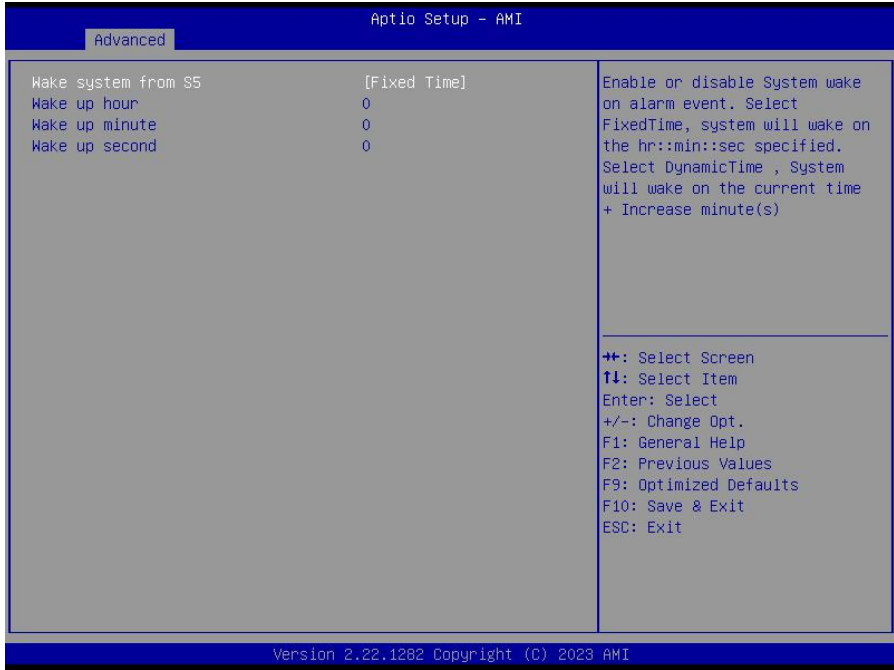 Aptio Setup – AMI
Advanced
Wake system from S5 [Fixed Time]
Wake up hour 0
Wake up minute 0
Wake up second 0
Enable or disable System wake
on alarm event. Select
FixedTime, system will wake on
the hr::min::sec specified.
Select DynamicTime , System
will wake on the current time
+ Increase minute(s)
→←: Select Screen
↑↓: Select Item
Enter: Select
+/-: Change Opt.
F1: General Help
F2: Previous Values
F9: Optimized Defaults
F10: Save & Exit
ESC: Exit
Version 2.22.1282 Copyright (C) 2023 AMI